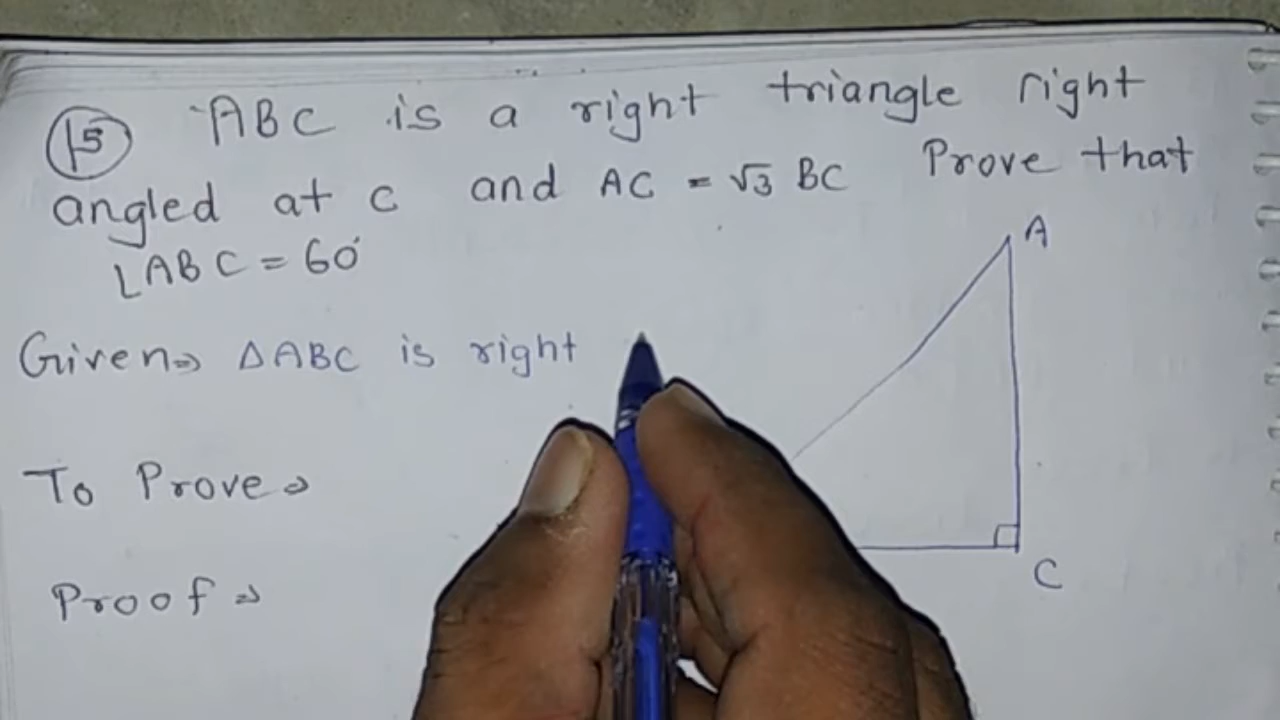 15 ABC is a right triangle right
angled at C and AC = √3 BC Prove that
∠ABC = 60°
A
Given⇒ ΔABC is right
To Prove⇒
C
Proof⇒